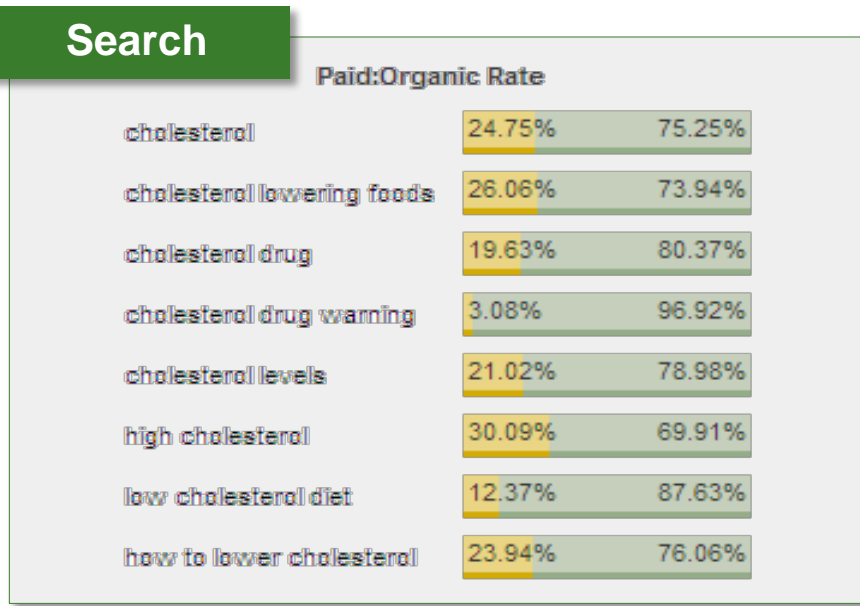 Search
Paid:Organic Rate
cholesterol 24.75% 75.25%
cholesterol lowering foods 26.06% 73.94%
cholesterol drug 19.63% 80.37%
cholesterol drug warning 3.08% 96.92%
cholesterol levels 21.02% 78.98%
high cholesterol 30.09% 69.91%
low cholesterol diet 12.37% 87.63%
how to lower cholesterol 23.94% 76.06%